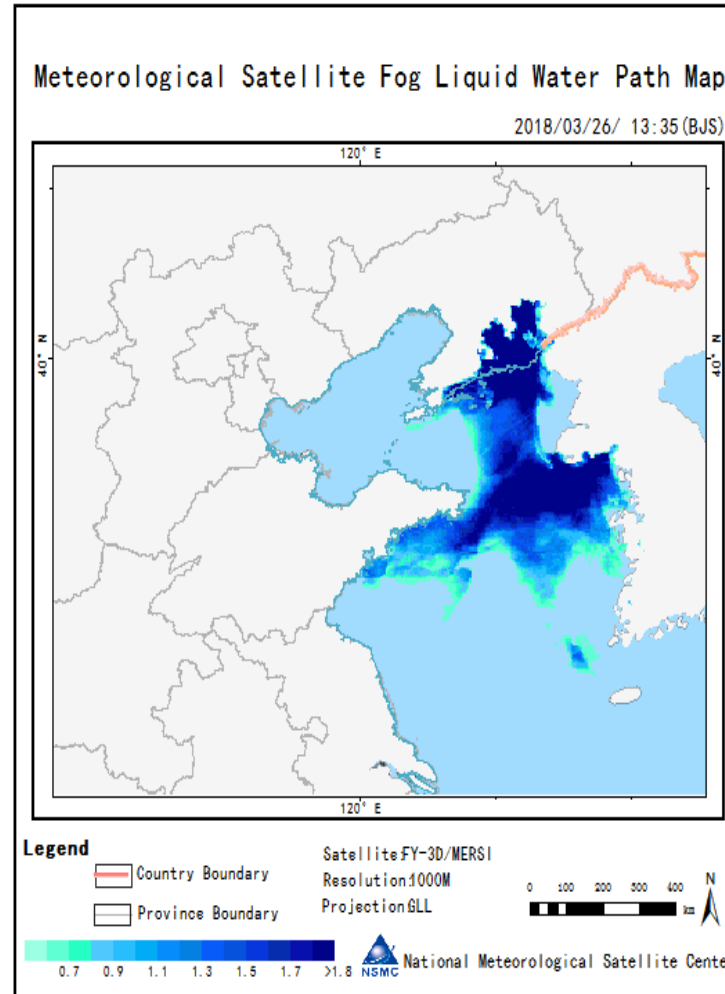 Meteorological Satellite Fog Liquid Water Path Map
2018/03/26/ 13:35(BJS)
120° E
40° N
40° N
120° E
Legend
Country Boundary
Province Boundary
Satellite:FY-3D/MERSI
Resolution:1000M
Projection:GLL
0 100 200 300 400
km
N
0.7 0.9 1.1 1.3 1.5 1.7 >1.8
NSMC
National Meteorological Satellite Cente